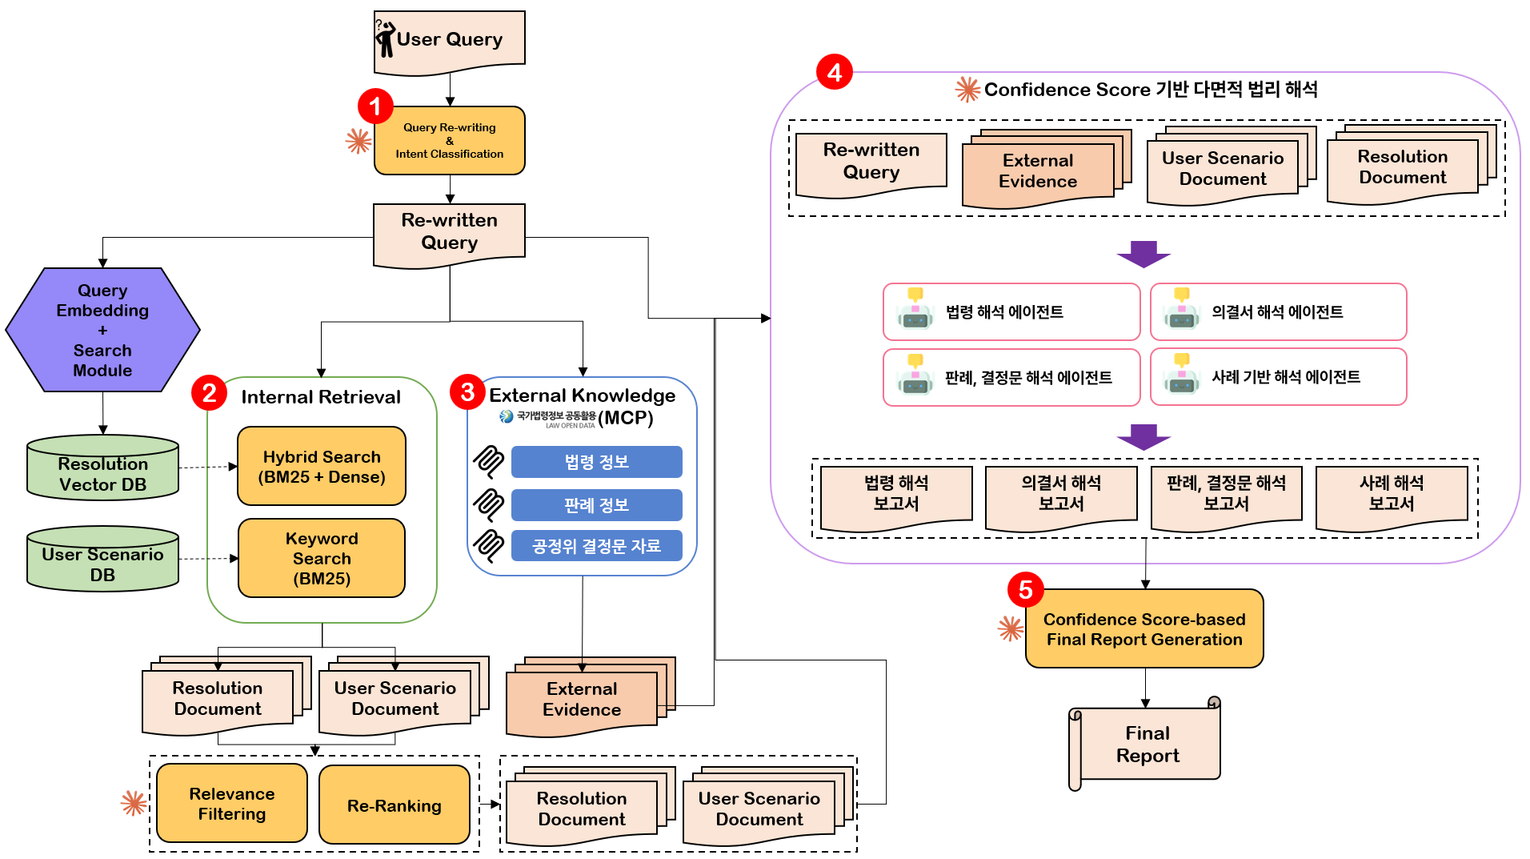 ?
User Query
1
Query Re-writing
&
Intent Classification
Re-written
Query
Query
Embedding
+
Search
Module
Resolution
Vector DB
User Scenario
DB
2
Internal Retrieval
Hybrid Search
(BM25 + Dense)
Keyword
Search
(BM25)
3
External Knowledge
국가법령정보 공동활용 (MCP)
LAW OPEN DATA
법령 정보
판례 정보
공정위 결정문 자료
Resolution
Document
User Scenario
Document
External
Evidence
Relevance
Filtering
Re-Ranking
Resolution
Document
User Scenario
Document
4
Confidence Score 기반 다면적 법리 해석
Re-written
Query
External
Evidence
User Scenario
Document
Resolution
Document
법령 해석 에이전트
의결서 해석 에이전트
판례, 결정문 해석 에이전트
사례 기반 해석 에이전트
법령 해석
보고서
의결서 해석
보고서
판례, 결정문 해석
보고서
사례 해석
보고서
5
Confidence Score-based
Final Report Generation
Final
Report